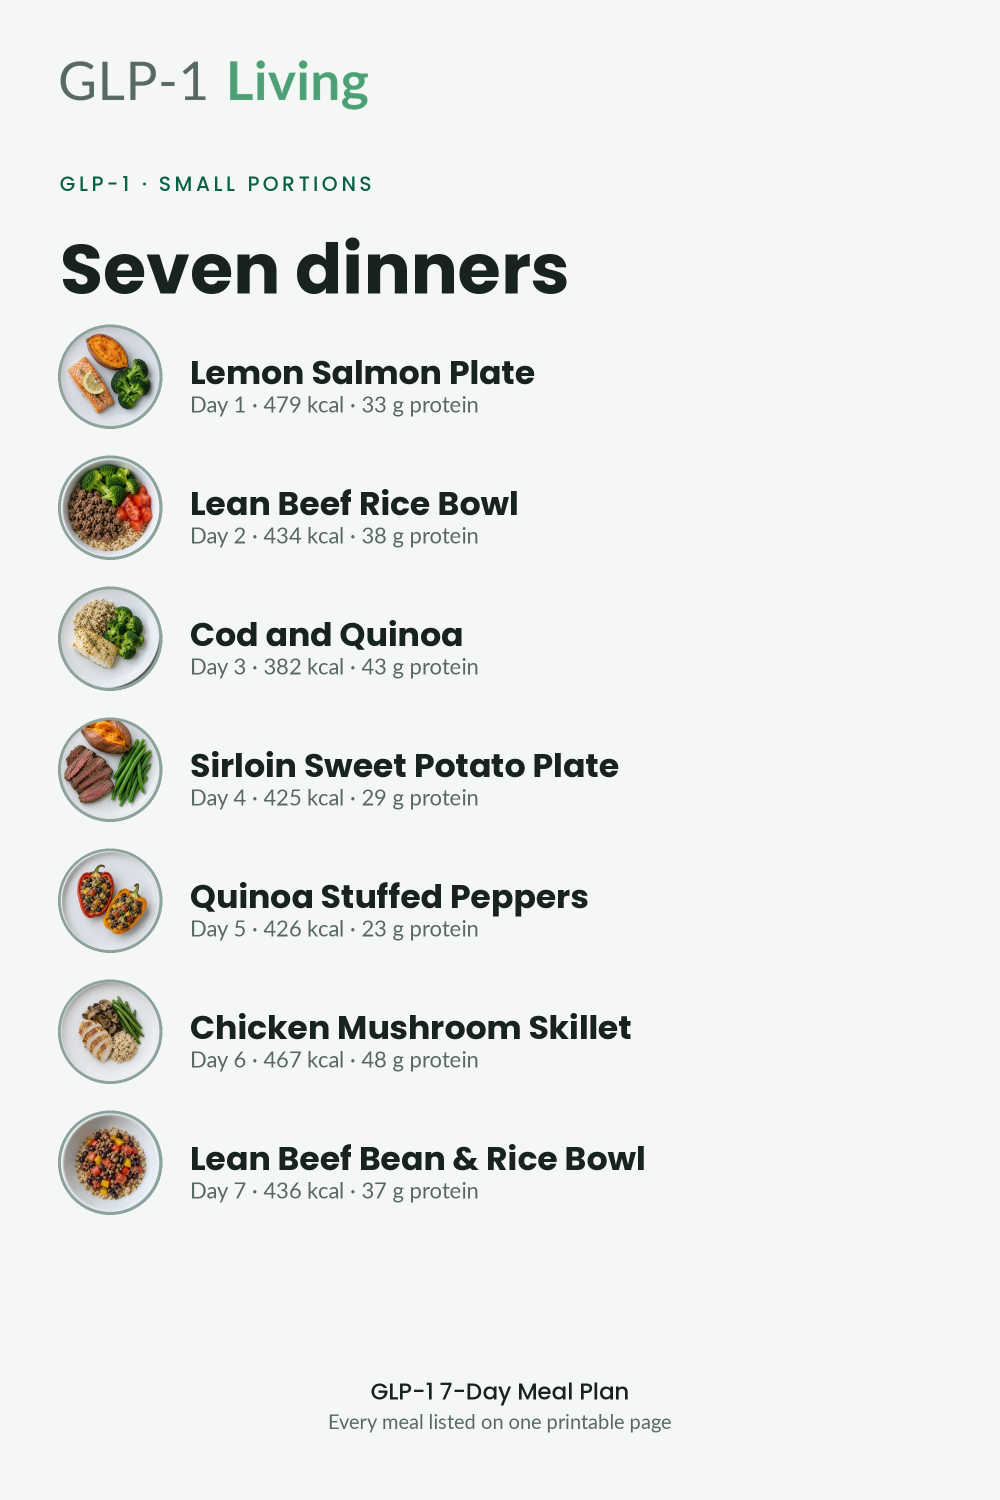 GLP-1 Living
GLP-1 · SMALL PORTIONS
Seven dinners
Lemon Salmon Plate
Day 1 · 479 kcal · 33 g protein
Lean Beef Rice Bowl
Day 2 · 434 kcal · 38 g protein
Cod and Quinoa
Day 3 · 382 kcal · 43 g protein
Sirloin Sweet Potato Plate
Day 4 · 425 kcal · 29 g protein
Quinoa Stuffed Peppers
Day 5 · 426 kcal · 23 g protein
Chicken Mushroom Skillet
Day 6 · 467 kcal · 48 g protein
Lean Beef Bean & Rice Bowl
Day 7 · 436 kcal · 37 g protein
GLP-1 7-Day Meal Plan
Every meal listed on one printable page